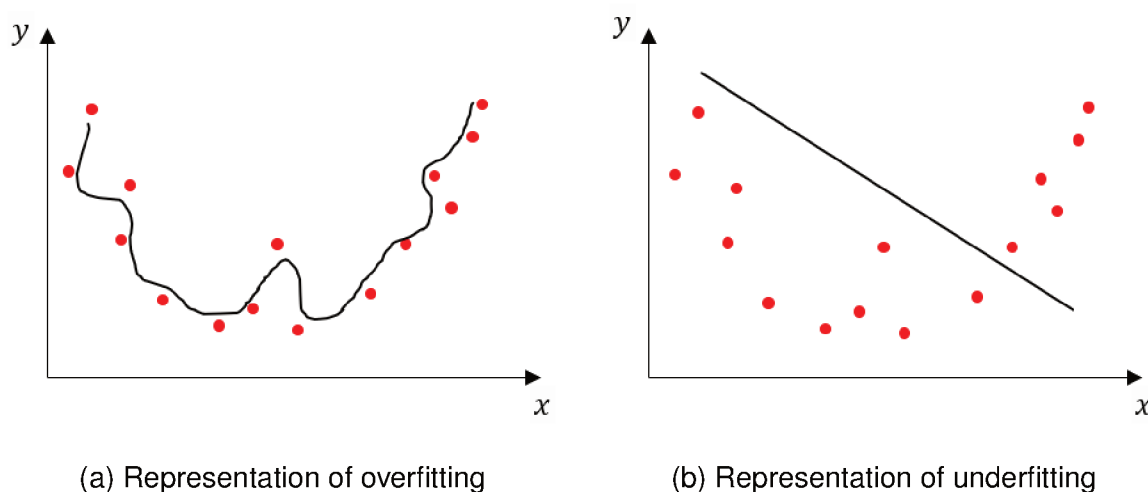 y
x
(a) Representation of overfitting
y
x
(b) Representation of underfitting